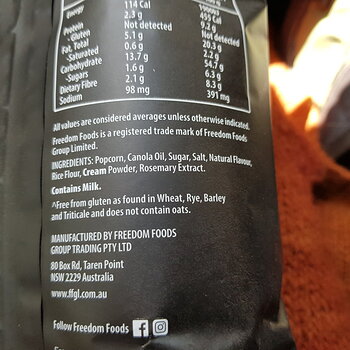 Energy 114 Cal 455 Cal
Protein 2.3 g 9.2 g
-Gluten Not detected Not detected
Fat, Total 5.1 g 20.3 g
-Saturated 0.6 g 2.2 g
Carbohydrate 13.7 g 54.7 g
-Sugars 1.6 g 6.3 g
Dietary Fibre 2.1 g 8.3 g
Sodium 98 mg 391 mg
All values are considered averages unless otherwise indicated.
Freedom Foods is a registered trade mark of Freedom Foods
Group Limited.
INGREDIENTS: Popcorn, Canola Oil, Sugar, Salt, Natural Flavour,
Rice Flour, Cream Powder, Rosemary Extract.
Contains Milk.
^Free from gluten as found in Wheat, Rye, Barley
and Triticale and does not contain oats.
MANUFACTURED BY FREEDOM FOODS
GROUP TRADING PTY LTD
80 Box Rd, Taren Point
NSW 2229 Australia
www.ffgl.com.au
Follow Freedom Foods